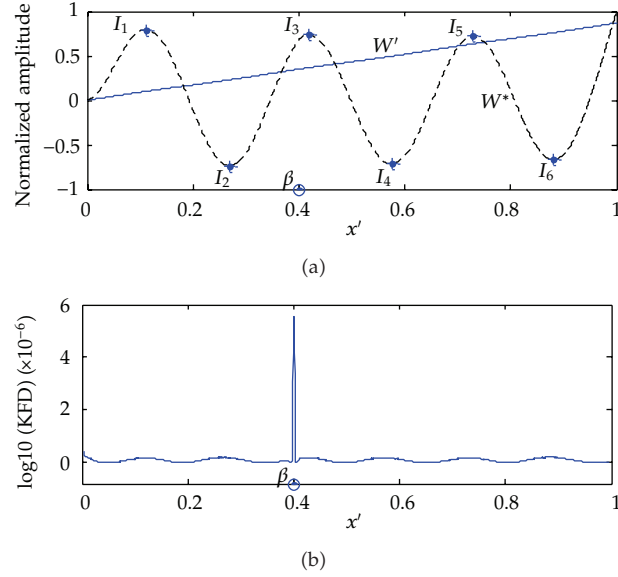 1
0.5
0
−0.5
−1
Normalized amplitude
I1
I2
I3
I4
I5
I6
W′
W*
β
0
0.2
0.4
0.6
0.8
1
x′
(a)
6
4
2
0
log10 (KFD) (×10⁻⁶)
β
0
0.2
0.4
0.6
0.8
1
x′
(b)